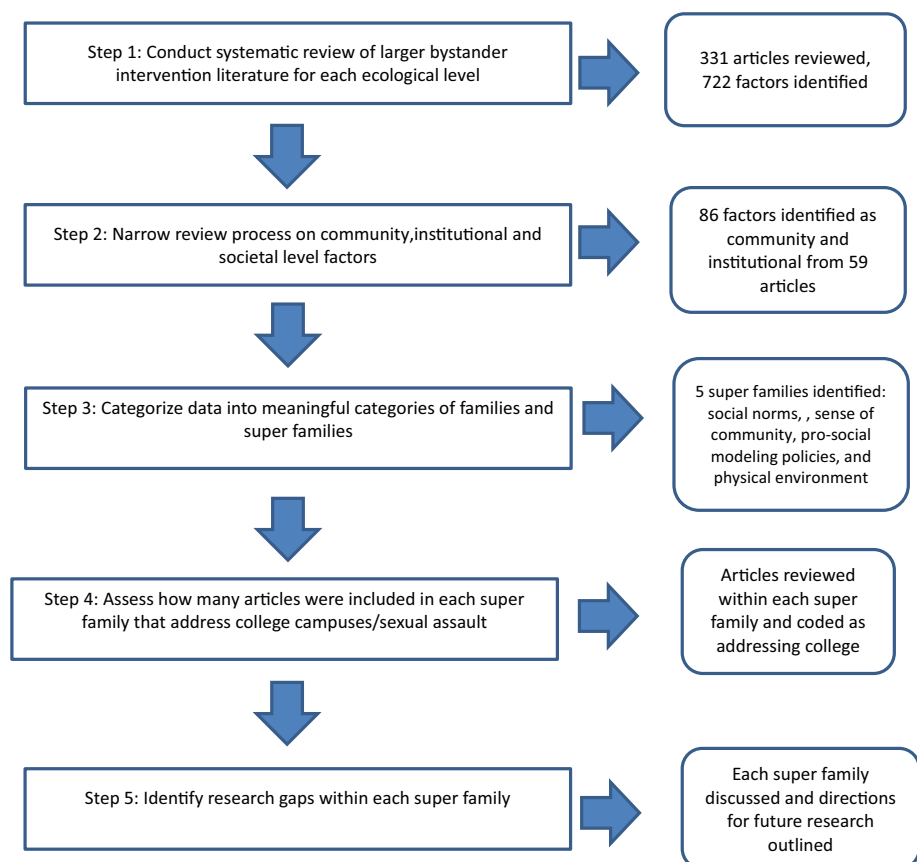 Step 1: Conduct systematic review of larger bystander
intervention literature for each ecological level
331 articles reviewed,
722 factors identified
Step 2: Narrow review process on community,institutional and
societal level factors
86 factors identified as
community and
institutional from 59
articles
Step 3: Categorize data into meaningful categories of families and
super families
5 super families identified:
social norms, , sense of
community, pro-social
modeling policies, and
physical environment
Step 4: Assess how many articles were included in each super
family that address college campuses/sexual assault
Articles reviewed
within each super
family and coded as
addressing college
Step 5: Identify research gaps within each super family
Each super family
discussed and directions
for future research
outlined